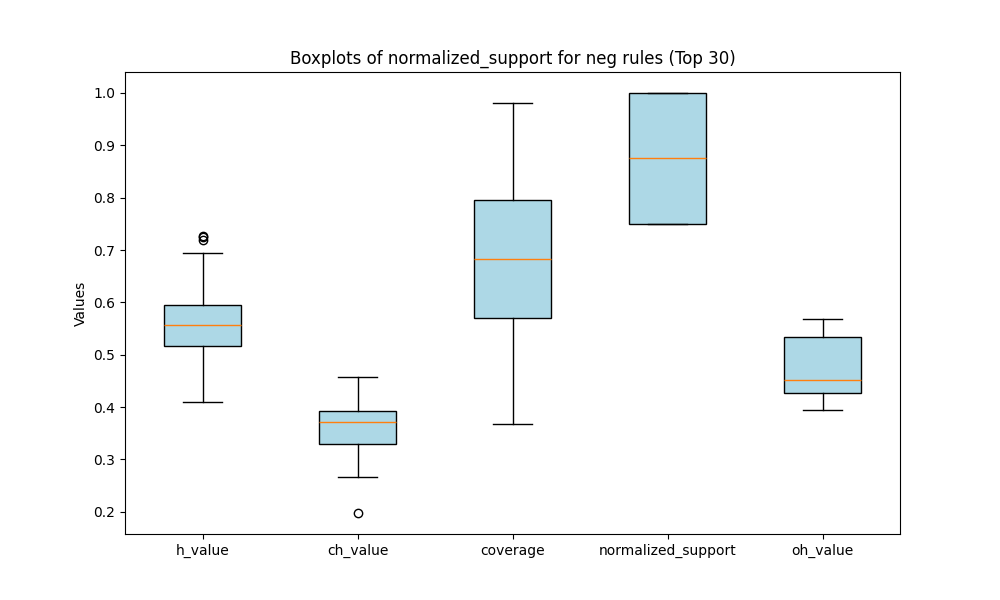 Boxplots of normalized_support for neg rules (Top 30)
1.0
0.9
0.8
0.7
0.6
0.5
0.4
0.3
0.2
Values
h_value
ch_value
coverage
normalized_support
oh_value